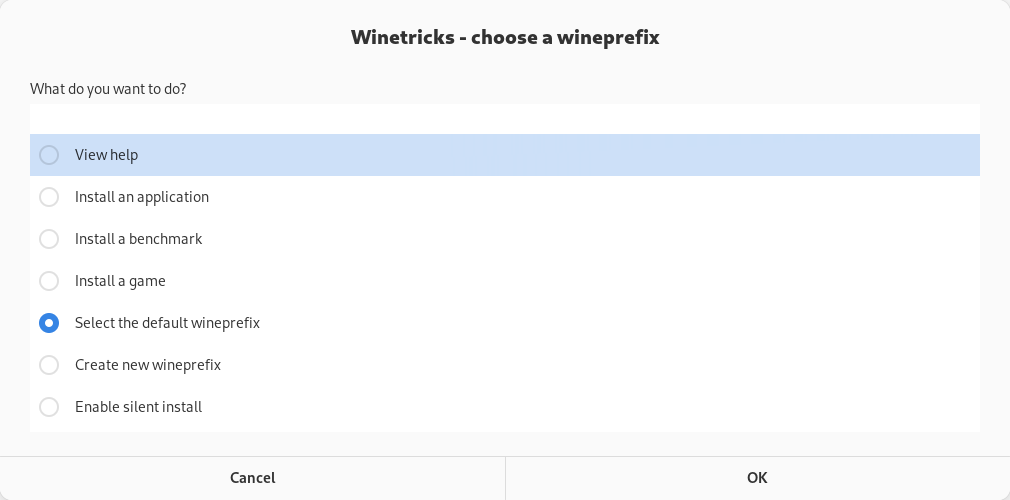 Winetricks - choose a wineprefix
What do you want to do?
View help
Install an application
Install a benchmark
Install a game
Select the default wineprefix
Create new wineprefix
Enable silent install
Cancel
OK